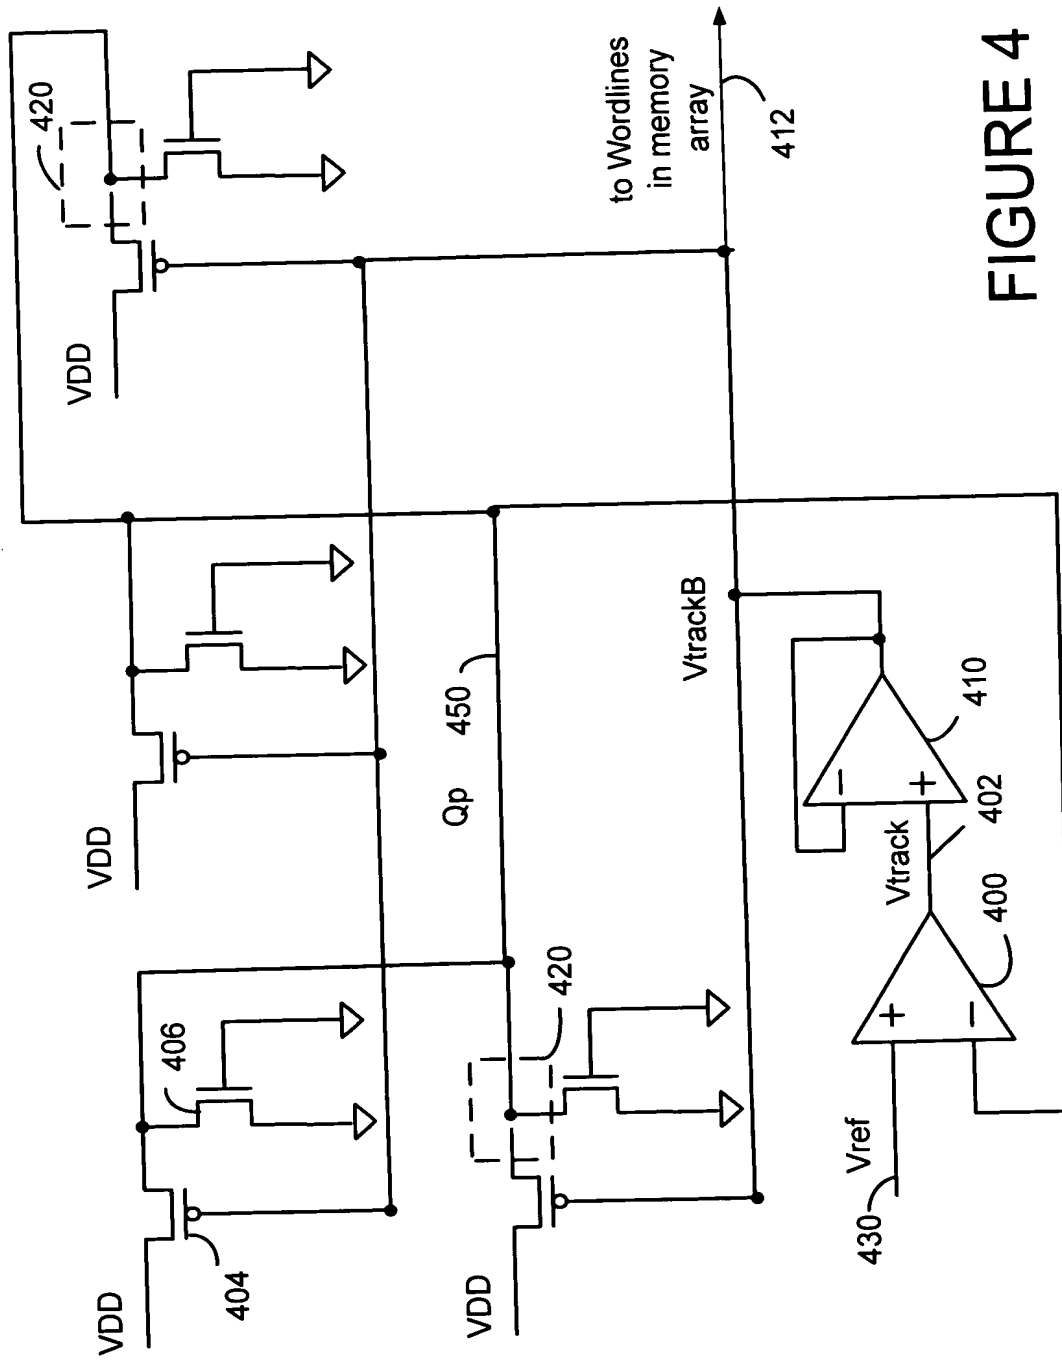 420
VDD
VDD
VDD
406
404
Qp 450
VDD
420
to Wordlines
in memory
array
VtrackB
412
Vref
430
+
−
Vtrack
−
+
410
402
400
FIGURE 4